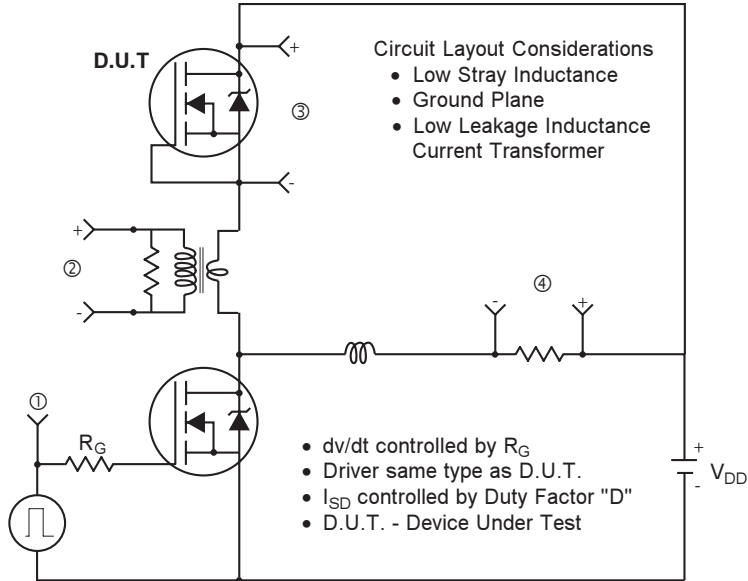 D.U.T
+
③
-
Circuit Layout Considerations
• Low Stray Inductance
• Ground Plane
• Low Leakage Inductance
Current Transformer
+
②
-
④
- +
①
R_G
• dv/dt controlled by R_G
• Driver same type as D.U.T.
• I_SD controlled by Duty Factor "D"
• D.U.T. - Device Under Test
+
V_DD
-